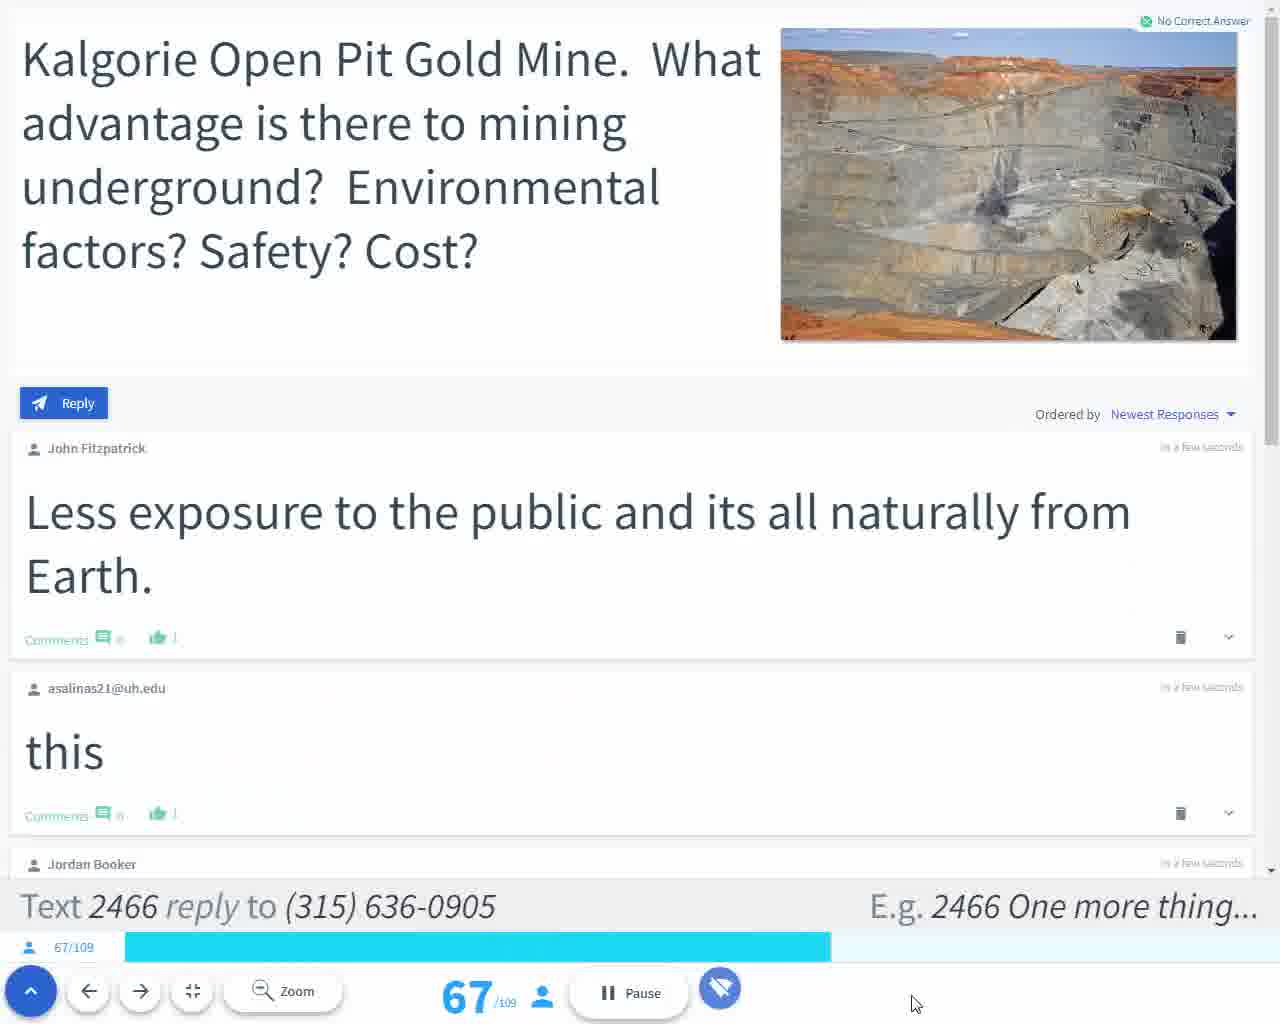 No Correct Answer
Kalgorie Open Pit Gold Mine. What
advantage is there to mining
underground? Environmental
factors? Safety? Cost?
Reply
Ordered by Newest Responses
John Fitzpatrick
in a few seconds
Less exposure to the public and its all naturally from
Earth.
Comments 0 1
asalinas21@uh.edu
in a few seconds
this
Comments 0 1
Jordan Booker
in a few seconds
Text 2466 reply to (315) 636-0905
E.g. 2466 One more thing...
67/109
Zoom
67/109
Pause